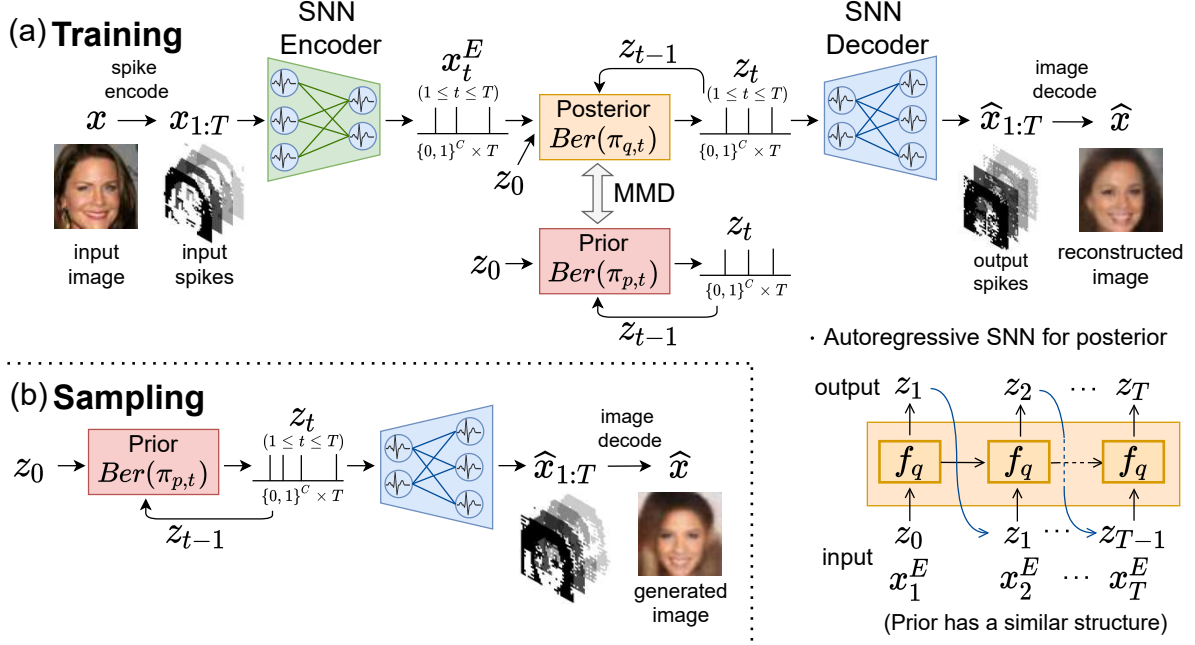 (a) Training
SNN
Encoder
SNN
Decoder
spike
encode
x → x_{1:T}
input
image
input
spikes
x_t^E
(1 ≤ t ≤ T)
{0, 1}^C × T
z_0
z_{t−1}
Posterior
Ber(π_{q,t})
MMD
z_t
(1 ≤ t ≤ T)
{0, 1}^C × T
z_0
Prior
Ber(π_{p,t})
z_t
{0, 1}^C × T
z_{t−1}
image
decode
x̂_{1:T} → x̂
output
spikes
reconstructed
image
(b) Sampling
z_0
Prior
Ber(π_{p,t})
z_{t−1}
z_t
(1 ≤ t ≤ T)
{0, 1}^C × T
image
decode
x̂_{1:T} → x̂
generated
image
· Autoregressive SNN for posterior
output z_1 z_2 ··· z_T
f_q f_q f_q
z_0 z_1 ··· z_{T−1}
input
x_1^E x_2^E ··· x_T^E
(Prior has a similar structure)